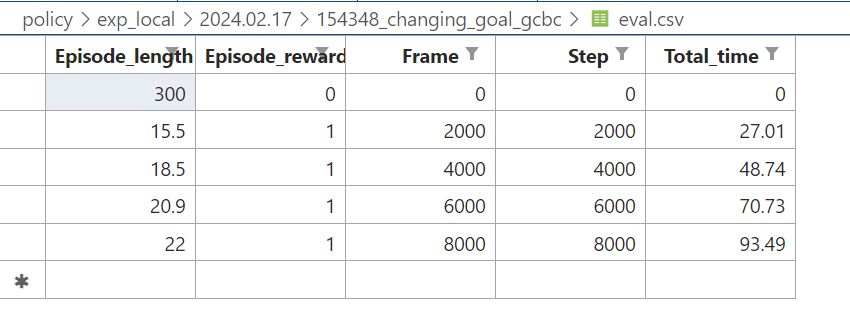 policy > exp_local > 2024.02.17 > 154348_changing_goal_gcbc > eval.csv
Episode_length Episode_reward Frame Step Total_time
300 0 0 0 0
15.5 1 2000 2000 27.01
18.5 1 4000 4000 48.74
20.9 1 6000 6000 70.73
22 1 8000 8000 93.49